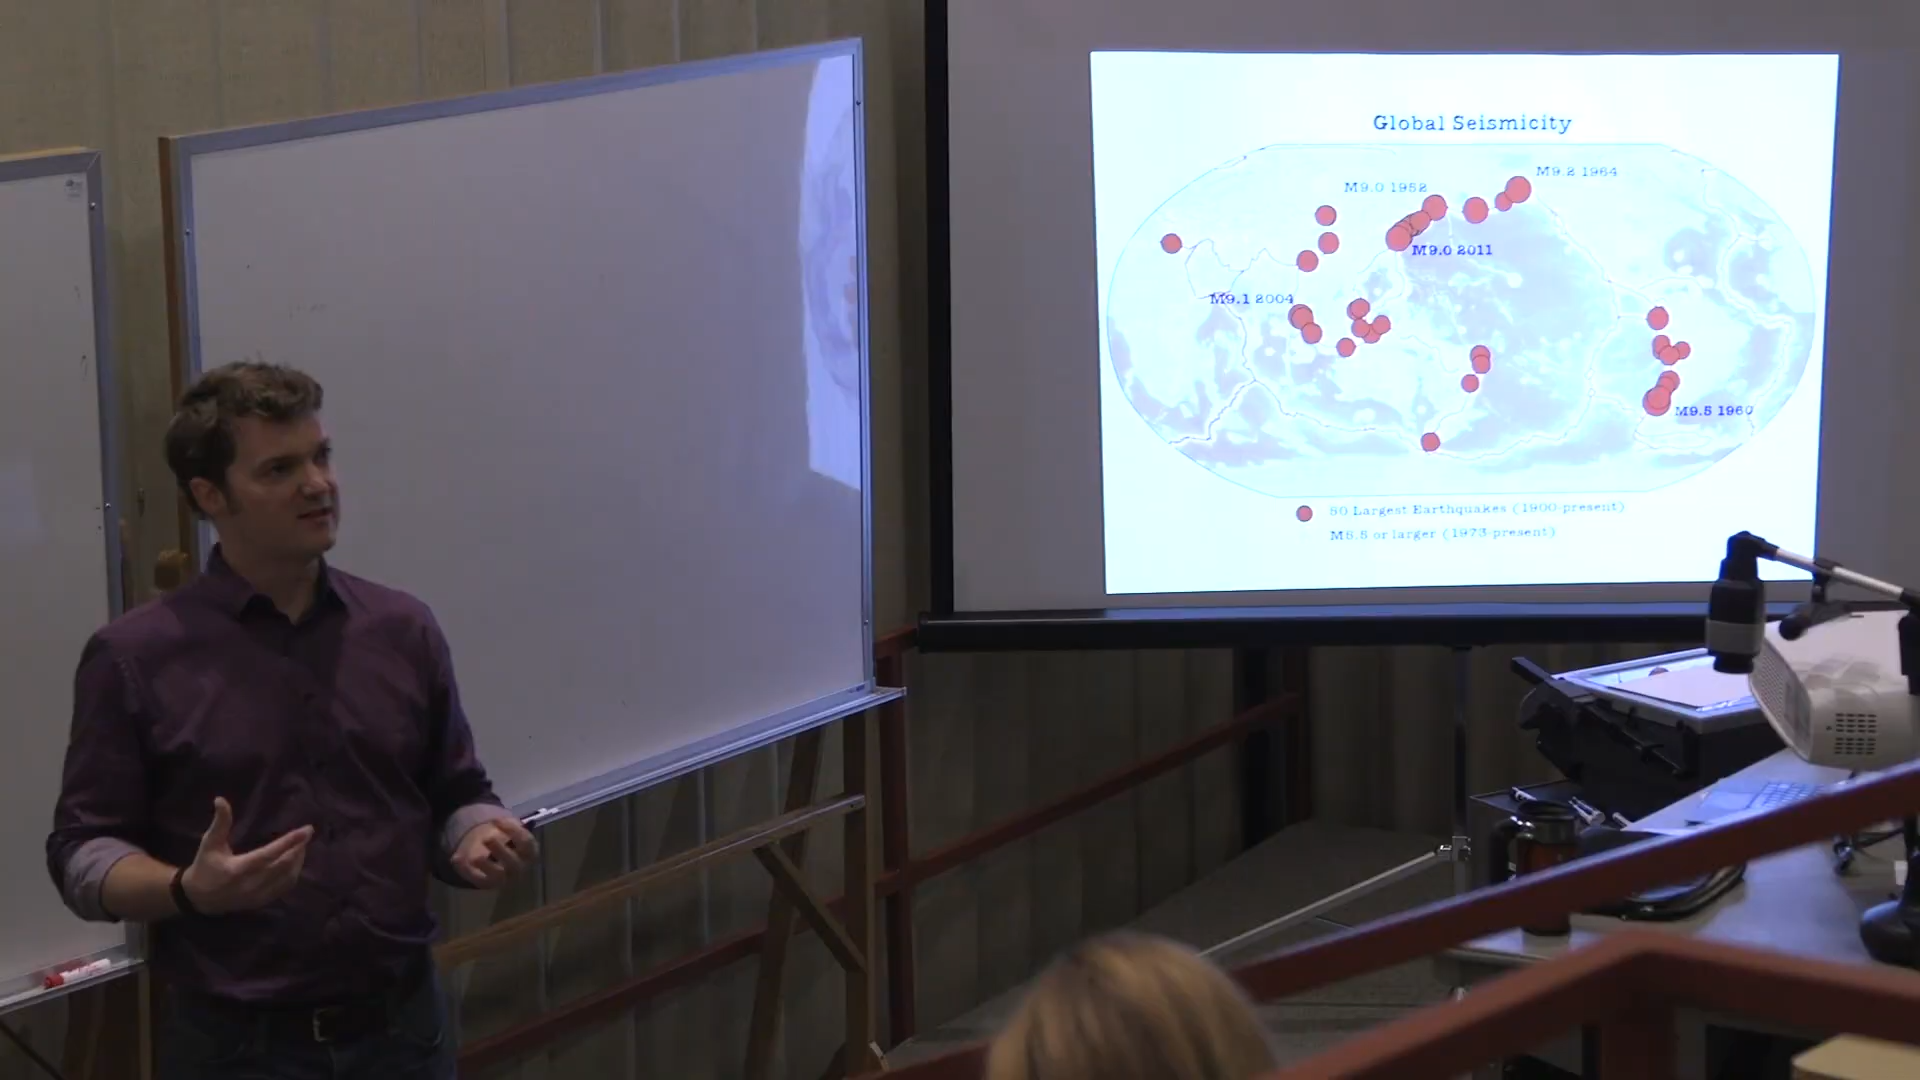 Global Seismicity
M9.2 1964
M9.0 1952
M9.0 2011
M9.1 2004
M9.5 1960
50 Largest Earthquakes (1900-present)
M5.5 or larger (1973-present)